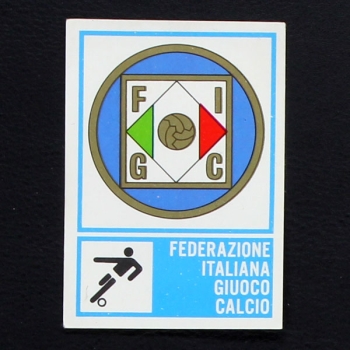 F I
G C
FEDERAZIONE
ITALIANA
GIUOCO
CALCIO